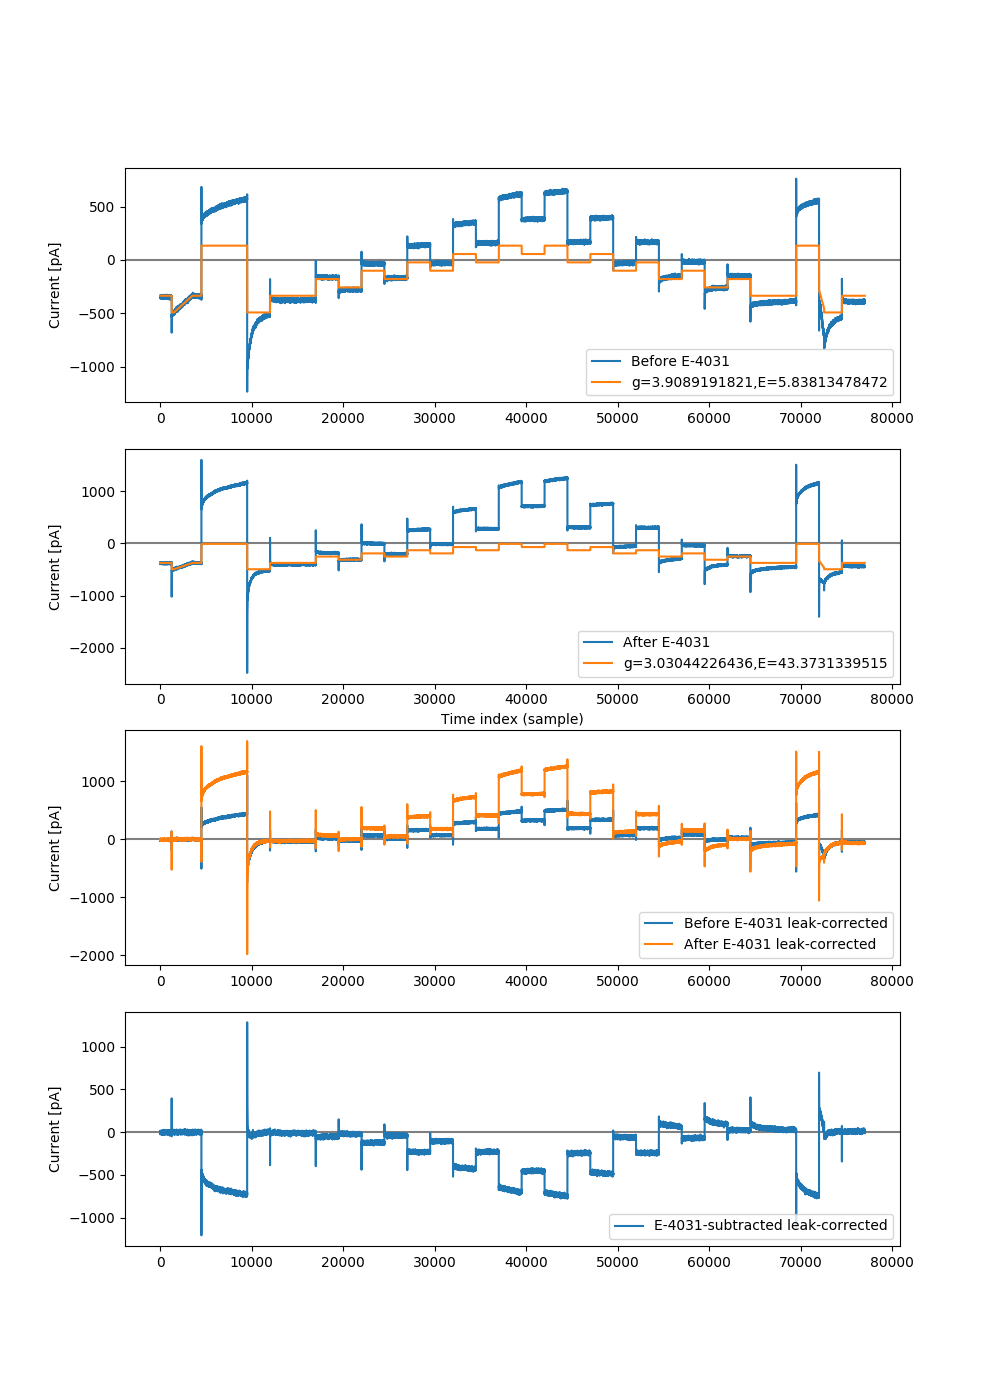 500
0
−500
−1000
Current [pA]
Before E-4031
g=3.9089191821,E=5.83813478472
0 10000 20000 30000 40000 50000 60000 70000 80000
1000
0
−1000
−2000
Current [pA]
After E-4031
g=3.03044226436,E=43.3731339515
0 10000 20000 30000 40000 50000 60000 70000 80000
Time index (sample)
1000
0
−1000
−2000
Current [pA]
Before E-4031 leak-corrected
After E-4031 leak-corrected
0 10000 20000 30000 40000 50000 60000 70000 80000
1000
500
0
−500
−1000
Current [pA]
E-4031-subtracted leak-corrected
0 10000 20000 30000 40000 50000 60000 70000 80000